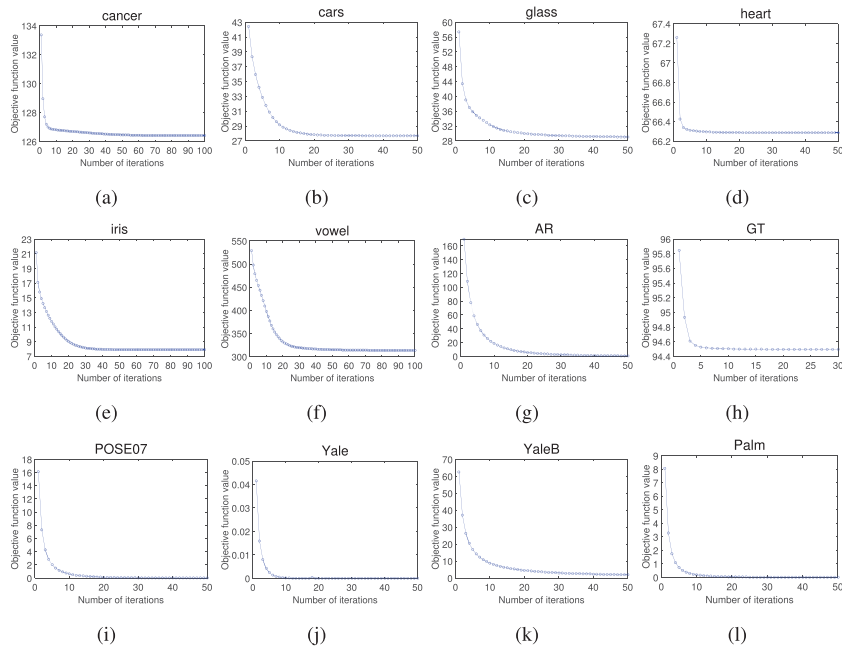 cancer
134
132
130
128
126
Objective function value
0 10 20 30 40 50 60 70 80 90 100
Number of iterations
(a)
cars
43
41
39
37
35
33
31
29
27
Objective function value
0 10 20 30 40 50
Number of iterations
(b)
glass
60
56
52
48
44
40
36
32
28
Objective function value
0 10 20 30 40 50
Number of iterations
(c)
heart
67.4
67.2
67
66.8
66.6
66.4
66.2
Objective function value
0 10 20 30 40 50
Number of iterations
(d)
iris
23
21
19
17
15
13
11
9
7
Objective function value
0 10 20 30 40 50 60 70 80 90 100
Number of iterations
(e)
vowel
550
500
450
400
350
300
Objective function value
0 10 20 30 40 50 60 70 80 90 100
Number of iterations
(f)
AR
160
140
120
100
80
60
40
20
0
Objective function value
0 10 20 30 40 50
Number of iterations
(g)
GT
96
95.8
95.6
95.4
95.2
95
94.8
94.6
94.4
Objective function value
0 5 10 15 20 25 30
Number of iterations
(h)
POSE07
18
16
14
12
10
8
6
4
2
0
Objective function value
0 10 20 30 40 50
Number of iterations
(i)
Yale
0.05
0.04
0.03
0.02
0.01
0
Objective function value
0 10 20 30 40 50
Number of iterations
(j)
YaleB
70
60
50
40
30
20
10
0
Objective function value
0 10 20 30 40 50
Number of iterations
(k)
Palm
9
8
7
6
5
4
3
2
1
0
Objective function value
0 10 20 30 40 50
Number of iterations
(l)